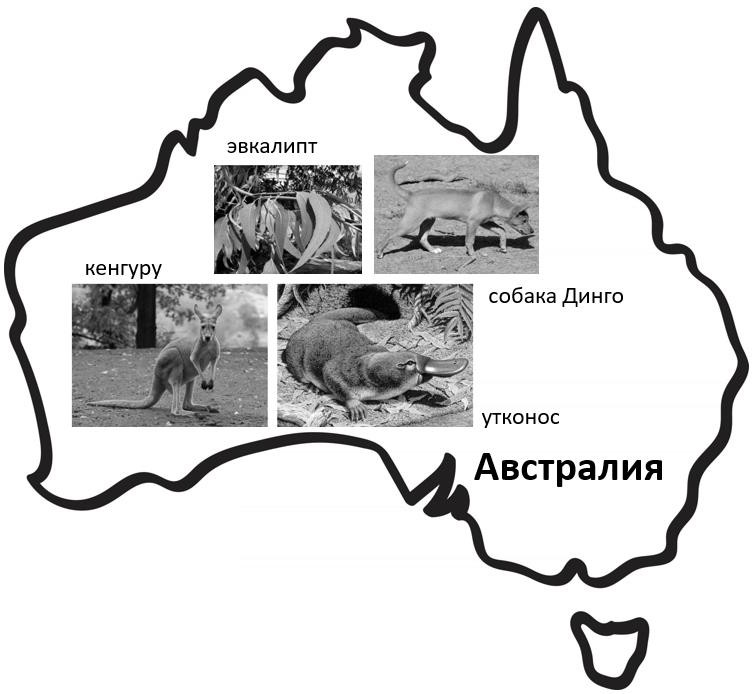 эвкалипт
кенгуру
собака Динго
утконос
Австралия